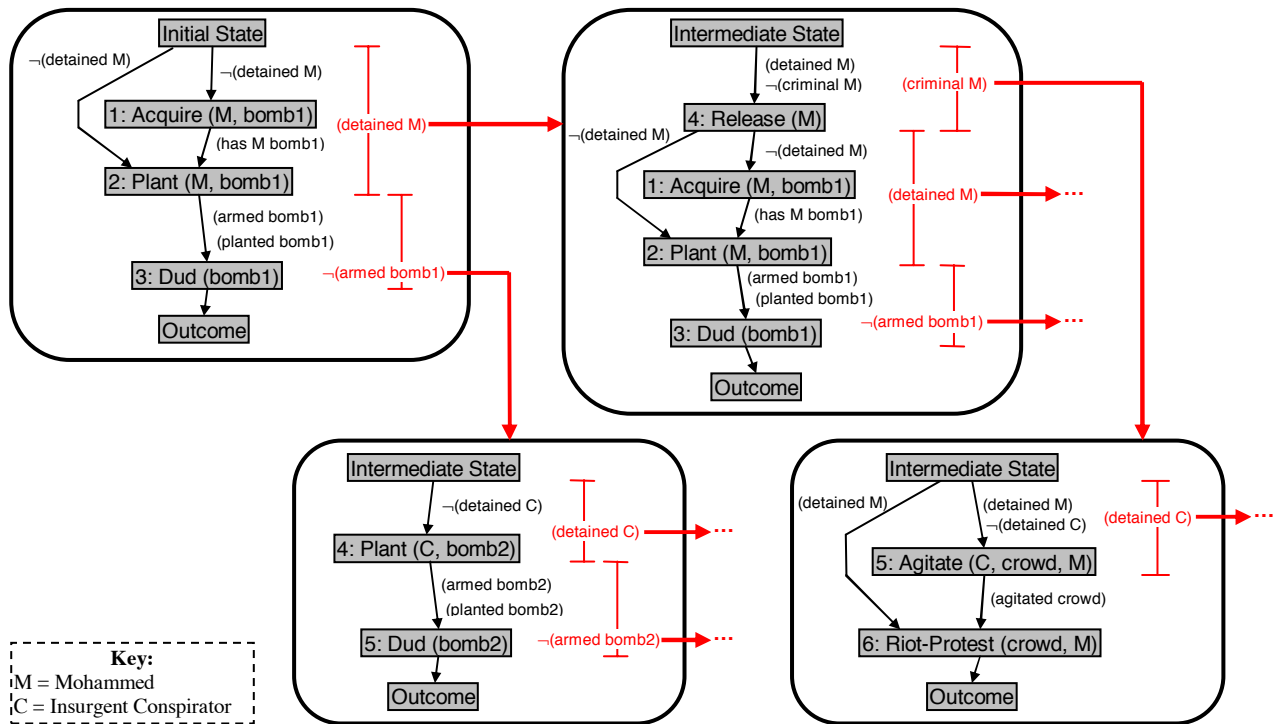 Initial State
¬(detained M)
¬(detained M)
1: Acquire (M, bomb1)
(has M bomb1)
2: Plant (M, bomb1)
(armed bomb1)
(planted bomb1)
3: Dud (bomb1)
Outcome
(detained M)
¬(armed bomb1)
Intermediate State
(detained M)
¬(criminal M)
4: Release (M)
¬(detained M)
¬(detained M)
1: Acquire (M, bomb1)
(has M bomb1)
2: Plant (M, bomb1)
(armed bomb1)
(planted bomb1)
3: Dud (bomb1)
Outcome
(criminal M)
(detained M)
...
¬(armed bomb1)
...
Intermediate State
¬(detained C)
4: Plant (C, bomb2)
(armed bomb2)
(planted bomb2)
5: Dud (bomb2)
Outcome
(detained C)
...
¬(armed bomb2)
...
Intermediate State
(detained M)
(detained M)
¬(detained C)
5: Agitate (C, crowd, M)
(agitated crowd)
6: Riot-Protest (crowd, M)
Outcome
(detained C)
...
Key:
M = Mohammed
C = Insurgent Conspirator